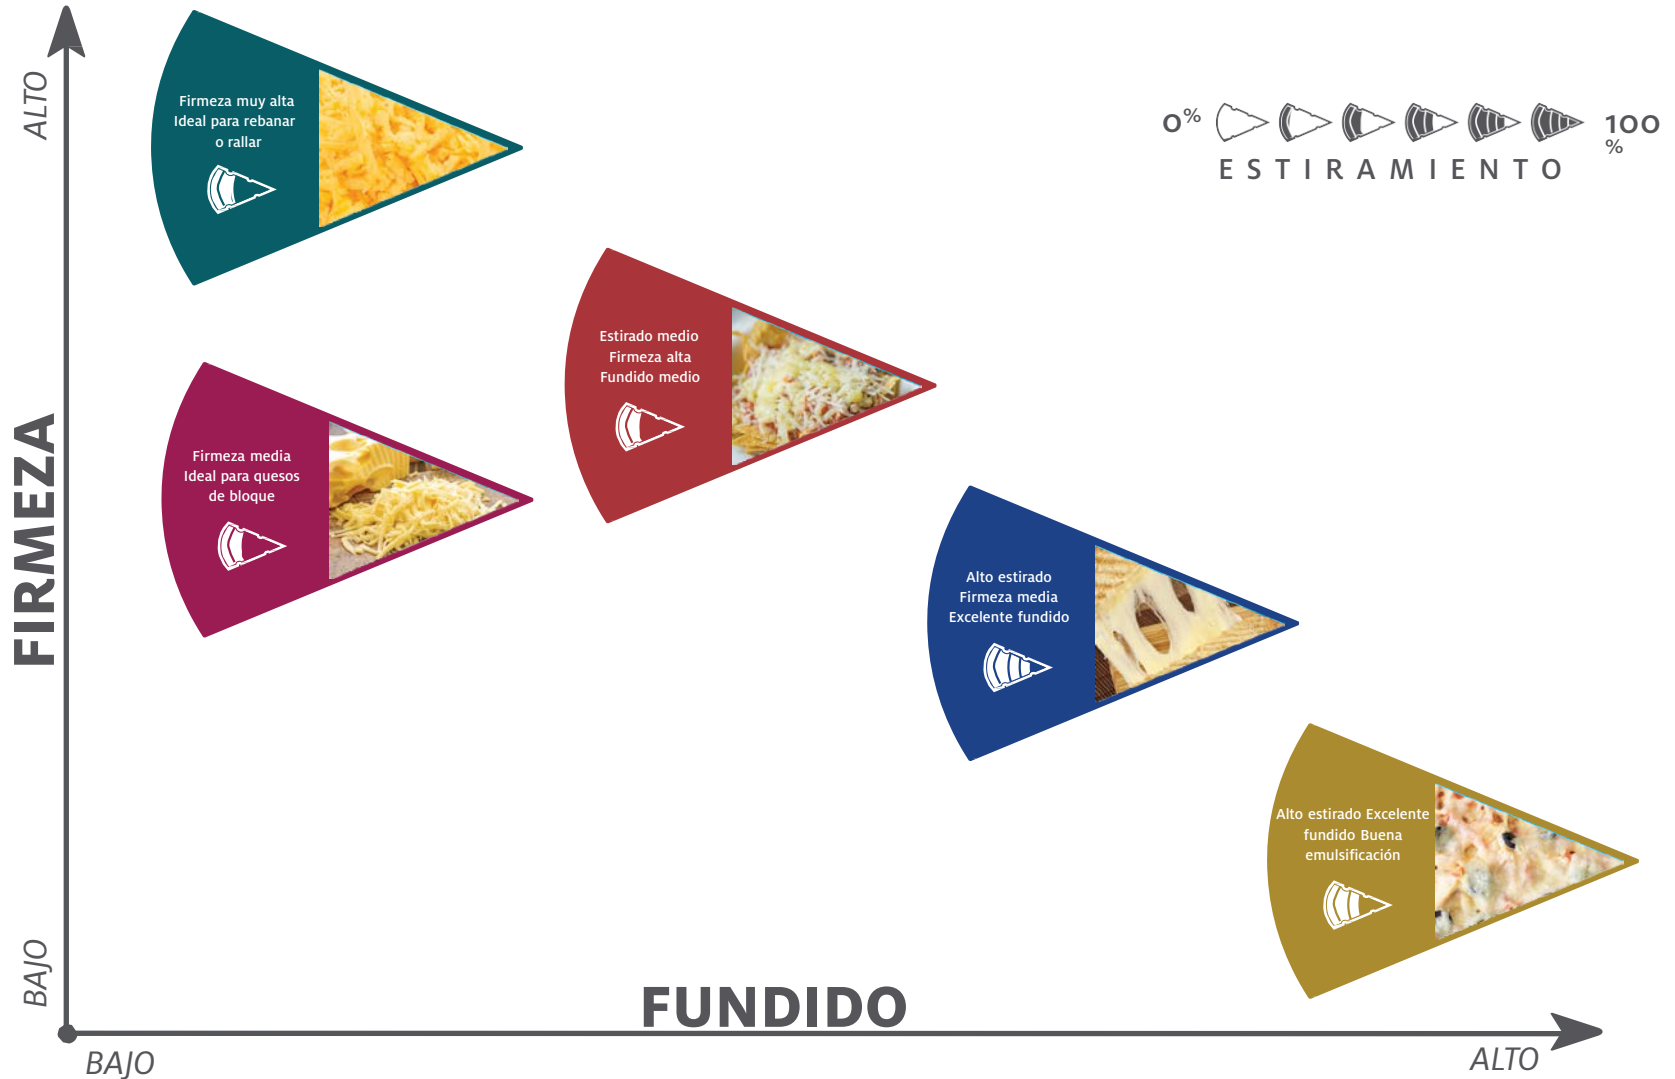 ALTO
Firmeza muy alta
Ideal para rebanar
o rallar
0%
100
%
ESTIRAMIENTO
Estirado medio
Firmeza alta
Fundido medio
Firmeza media
Ideal para quesos
de bloque
FIRMEZA
Alto estirado
Firmeza media
Excelente fundido
Alto estirado Excelente
fundido Buena
emulsificación
BAJO
FUNDIDO
BAJO
ALTO